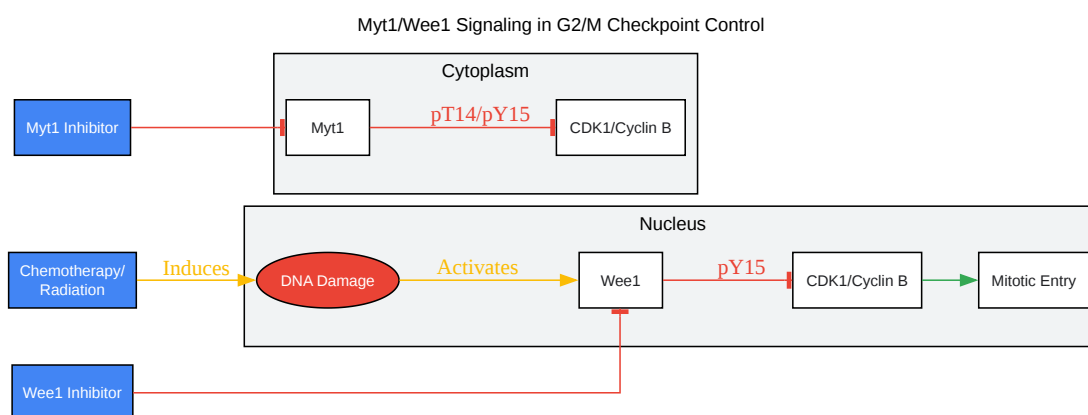 Myt1/Wee1 Signaling in G2/M Checkpoint Control
Cytoplasm
Myt1 Inhibitor
Myt1
pT14/pY15
CDK1/Cyclin B
Nucleus
Chemotherapy/
Radiation
Induces
DNA Damage
Activates
Wee1
pY15
CDK1/Cyclin B
Mitotic Entry
Wee1 Inhibitor